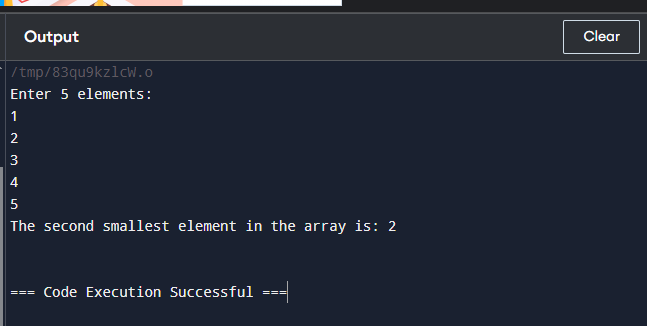 Output
Clear
/tmp/83qu9kzlcW.o
Enter 5 elements:
1
2
3
4
5
The second smallest element in the array is: 2
=== Code Execution Successful ===